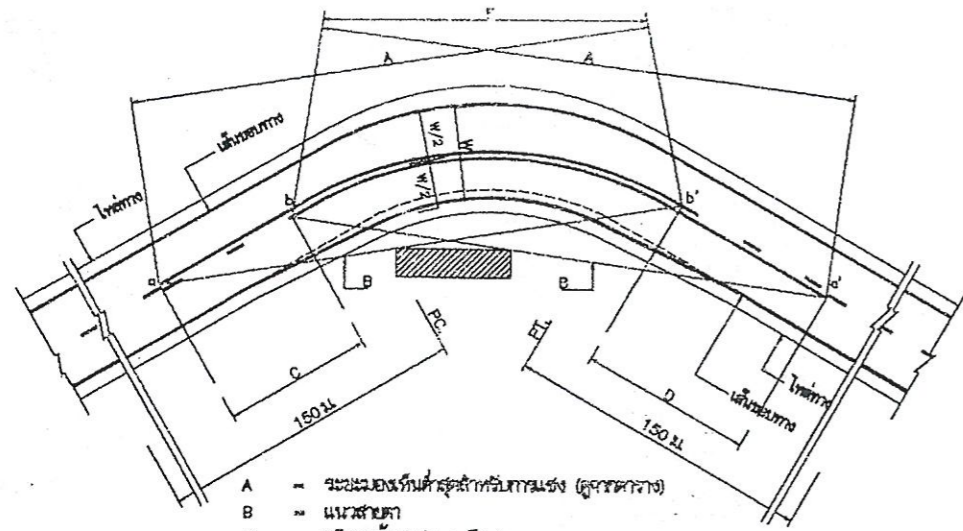 A
A
เส้นขอบทาง
ไหล่ทาง
W/2
W
W/2
b
b'
a
a'
B
B
P.C.
P.T.
C
D
150 ม.
150 ม.
เส้นขอบทาง
ไหล่ทาง
A = ระยะมองเห็นต่ำสุดสำหรับการแซง (ดูจากตาราง)
B = แนวสายตา